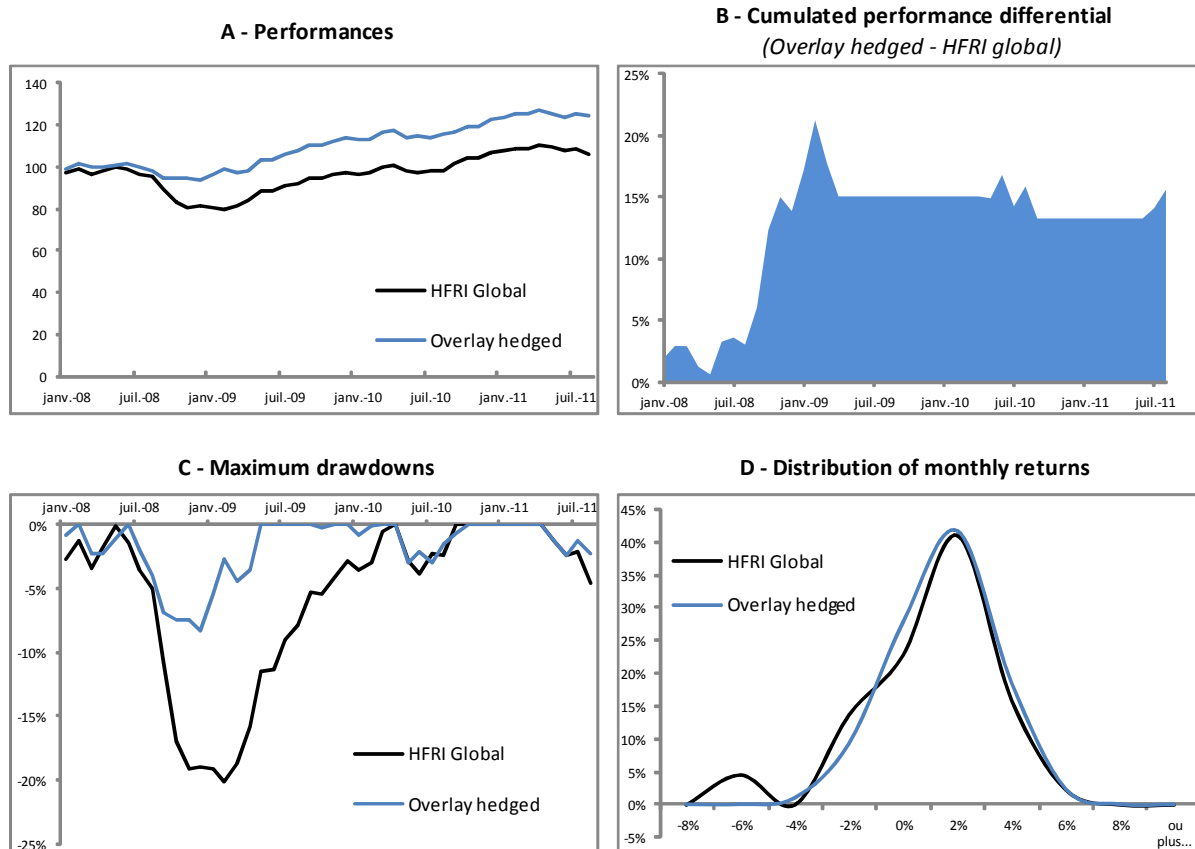 A - Performances
140
120
100
80
60
40
20
0
janv.-08 juil.-08 janv.-09 juil.-09 janv.-10 juil.-10 janv.-11 juil.-11
HFRI Global
Overlay hedged
B - Cumulated performance differential
(Overlay hedged - HFRI global)
25%
20%
15%
10%
5%
0%
janv.-08 juil.-08 janv.-09 juil.-09 janv.-10 juil.-10 janv.-11 juil.-11
C - Maximum drawdowns
janv.-08 juil.-08 janv.-09 juil.-09 janv.-10 juil.-10 janv.-11 juil.-11
0%
-5%
-10%
-15%
-20%
-25%
HFRI Global
Overlay hedged
D - Distribution of monthly returns
45%
40%
35%
30%
25%
20%
15%
10%
5%
0%
-5%
HFRI Global
Overlay hedged
-8% -6% -4% -2% 0% 2% 4% 6% 8% ou
plus...